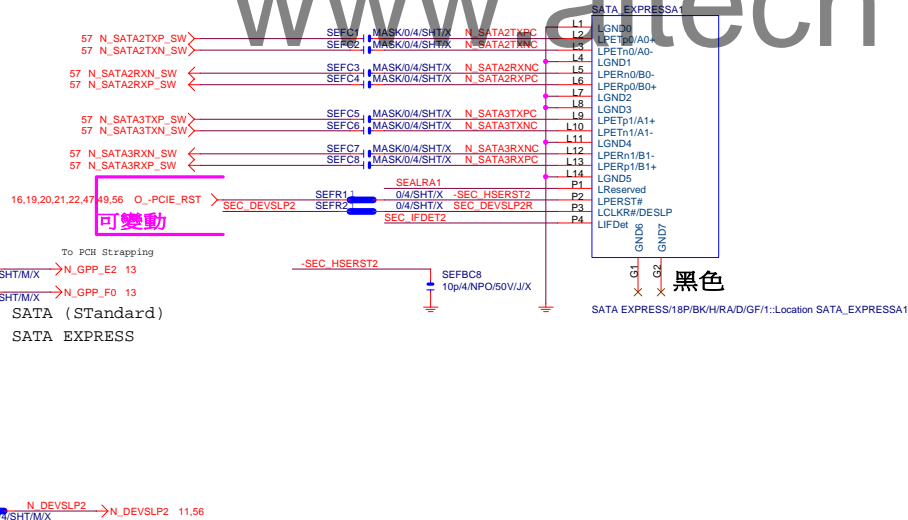 www.aitech
SATA_EXPRESSA1
57 N_SATA2TXP_SW SEFC1 MASK/0/4/SHT/X N_SATA2TXPC
57 N_SATA2TXN_SW SEFC2 MASK/0/4/SHT/X N_SATA2TXNC
57 N_SATA2RXN_SW SEFC3 MASK/0/4/SHT/X N_SATA2RXNC
57 N_SATA2RXP_SW SEFC4 MASK/0/4/SHT/X N_SATA2RXPC
57 N_SATA3TXP_SW SEFC5 MASK/0/4/SHT/X N_SATA3TXPC
57 N_SATA3TXN_SW SEFC6 MASK/0/4/SHT/X N_SATA3TXNC
57 N_SATA3RXN_SW SEFC7 MASK/0/4/SHT/X N_SATA3RXNC
57 N_SATA3RXP_SW SEFC8 MASK/0/4/SHT/X N_SATA3RXPC
SEALRA1
16,19,20,21,22,47,49,56 O_-PCIE_RST SEFR1 0/4/SHT/X -SEC_HSERST2
SEC_DEVSLP2 SEFR2 0/4/SHT/X SEC_DEVSLP2R
SEC_IFDET2
可變動
L1 LGND0
L2 LPETp0/A0+
L3 LPETn0/A0-
L4 LGND1
L5 LPERn0/B0-
L6 LPERp0/B0+
L7 LGND2
L8 LGND3
L9 LPETp1/A1+
L10 LPETn1/A1-
L11 LGND4
L12 LPERn1/B1-
L13 LPERp1/B1+
L14 LGND5
P1 LReserved
P2 LPERST#
P3 LCLKR#/DESLP
P4 LIFDet
GND6 GND7
G1 G2
黑色
SATA EXPRESS/18P/BK/H/RA/D/GF/1::Location SATA_EXPRESSA1
To PCH Strapping
SHT/M/X N_GPP_E2 13
SHT/M/X N_GPP_F0 13
-SEC_HSERST2
SEFBC8
10p/4/NPO/50V/J/X
SATA (STandard)
SATA EXPRESS
N_DEVSLP2 N_DEVSLP2 11,56
4/SHT/M/X